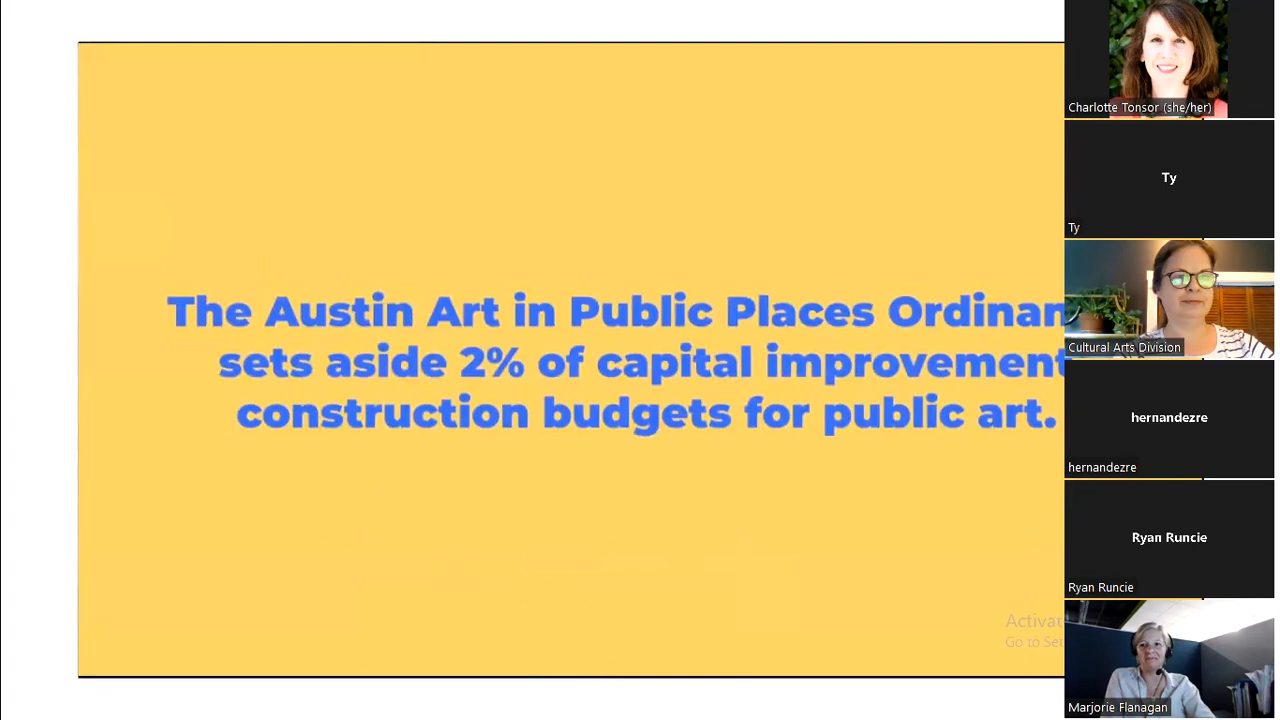 The Austin Art in Public Places Ordinan
sets aside 2% of capital improvement
construction budgets for public art.
Activat
Go to Set
Charlotte Tonsor (she/her)
Ty
Ty
Cultural Arts Division
hernandezre
hernandezre
Ryan Runcie
Ryan Runcie
Marjorie Flanagan